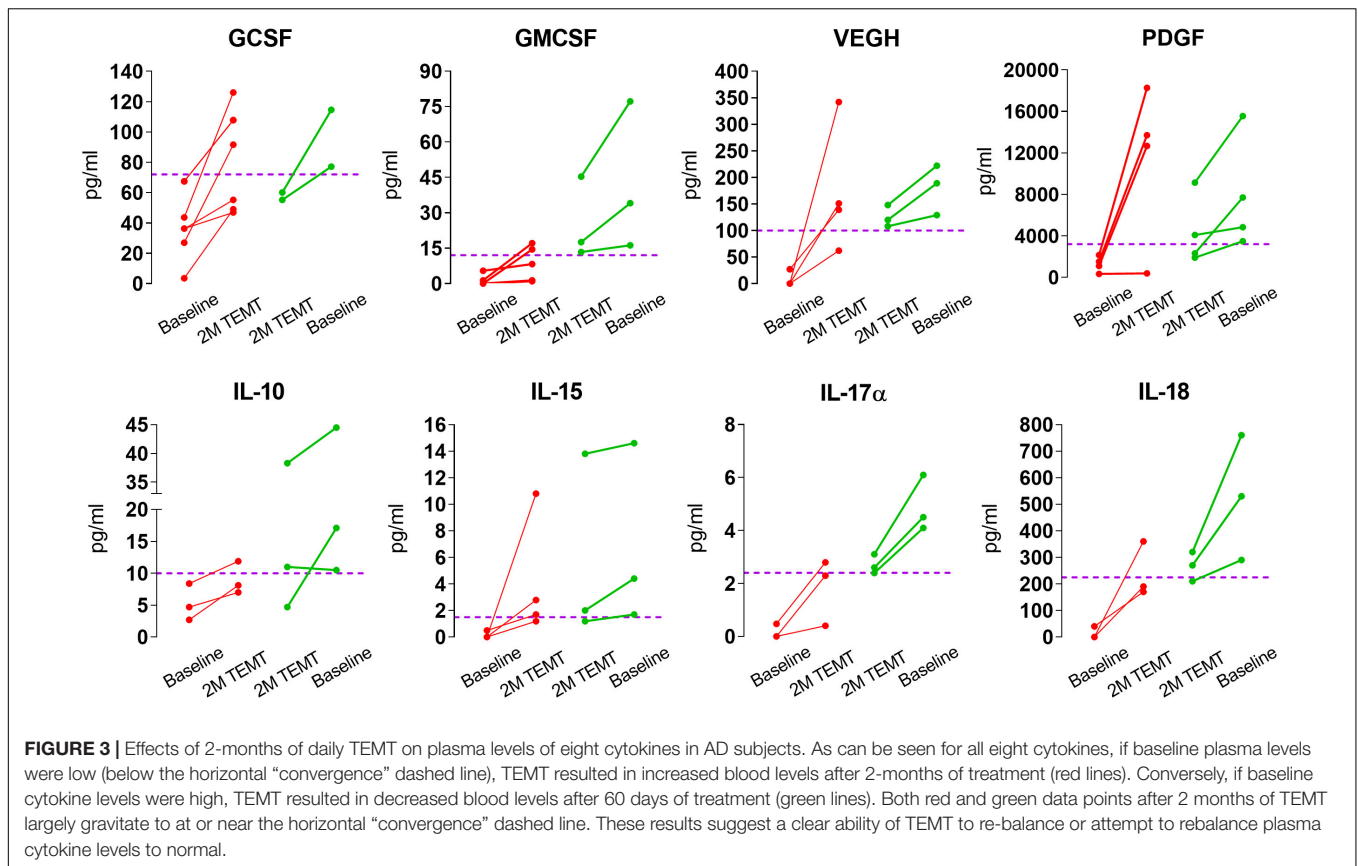 GCSF
GMCSF
VEGH
PDGF
pg/ml
140
120
100
80
60
40
20
0
Baseline
2M TEMT
2M TEMT
Baseline
pg/ml
90
75
60
45
30
15
0
Baseline
2M TEMT
2M TEMT
Baseline
pg/ml
400
350
300
250
200
150
100
50
0
Baseline
2M TEMT
2M TEMT
Baseline
pg/ml
20000
16000
12000
8000
4000
0
Baseline
2M TEMT
2M TEMT
Baseline
IL-10
IL-15
IL-17α
IL-18
pg/ml
45
40
35
20
15
10
5
0
Baseline
2M TEMT
2M TEMT
Baseline
pg/ml
16
14
12
10
8
6
4
2
0
Baseline
2M TEMT
2M TEMT
Baseline
pg/ml
8
6
4
2
0
Baseline
2M TEMT
2M TEMT
Baseline
pg/ml
800
700
600
500
400
300
200
100
0
Baseline
2M TEMT
2M TEMT
Baseline
FIGURE 3 | Effects of 2-months of daily TEMT on plasma levels of eight cytokines in AD subjects. As can be seen for all eight cytokines, if baseline plasma levels
were low (below the horizontal “convergence” dashed line), TEMT resulted in increased blood levels after 2-months of treatment (red lines). Conversely, if baseline
cytokine levels were high, TEMT resulted in decreased blood levels after 60 days of treatment (green lines). Both red and green data points after 2 months of TEMT
largely gravitate to at or near the horizontal “convergence” dashed line. These results suggest a clear ability of TEMT to re-balance or attempt to rebalance plasma
cytokine levels to normal.